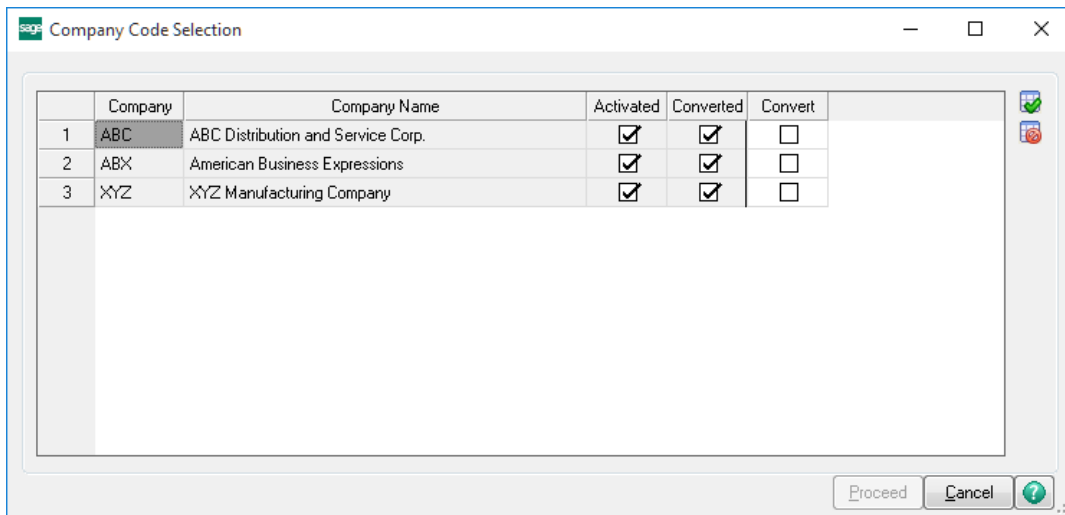 sage Company Code Selection
Company Company Name Activated Converted Convert
1 ABC ABC Distribution and Service Corp.
2 ABX American Business Expressions
3 XYZ XYZ Manufacturing Company
Proceed Cancel ?